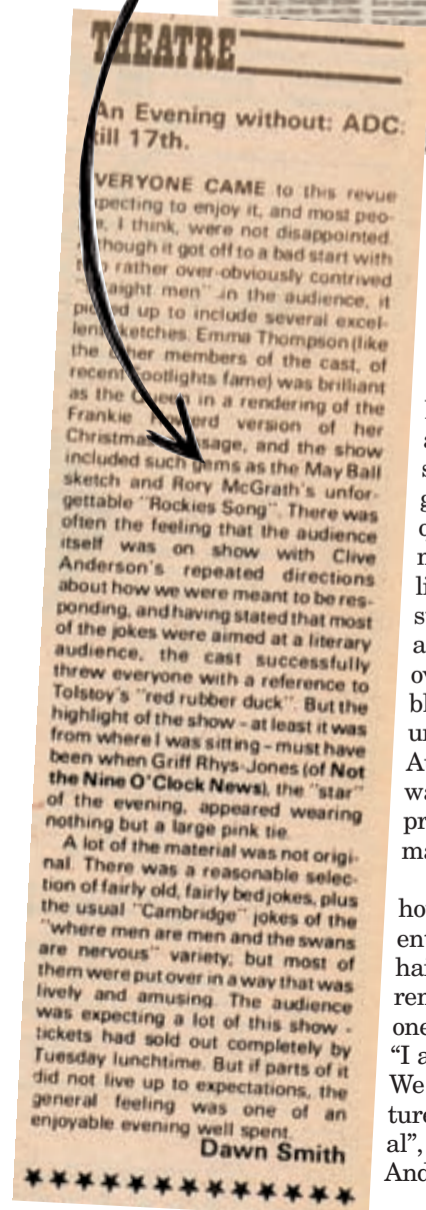 THEATRE
An Evening without: ADC:
till 17th.
EVERYONE CAME to this revue
expecting to enjoy it, and most peo-
ple, I think, were not disappointed.
Although it got off to a bad start with
two rather over-obviously contrived
"straight men" in the audience, it
picked up to include several excel-
lent sketches. Emma Thompson (like
the other members of the cast, of
recent Footlights fame) was brilliant
as the Queen in a rendering of the
Frankie Howerd version of her
Christmas message, and the show
included such gems as the May Ball
sketch and Rory McGrath's unfor-
gettable "Rockies Song". There was
often the feeling that the audience
itself was on show with Clive
Anderson's repeated directions
about how we were meant to be res-
ponding, and having stated that most
of the jokes were aimed at a literary
audience, the cast successfully
threw everyone with a reference to
Tolstoy's "red rubber duck". But the
highlight of the show - at least it was
from where I was sitting - must have
been when Griff Rhys-Jones (of Not
the Nine O'Clock News), the "star"
of the evening, appeared wearing
nothing but a large pink tie.
A lot of the material was not origi-
nal. There was a reasonable selec-
tion of fairly old, fairly bed jokes, plus
the usual "Cambridge" jokes of the
"where men are men and the swans
are nervous" variety, but most of
them were put over in a way that was
lively and amusing. The audience
was expecting a lot of this show -
tickets had sold out completely by
Tuesday lunchtime. But if parts of it
did not live up to expectations, the
general feeling was one of an
enjoyable evening well spent.
Dawn Smith
one
"I a
We
al",
And